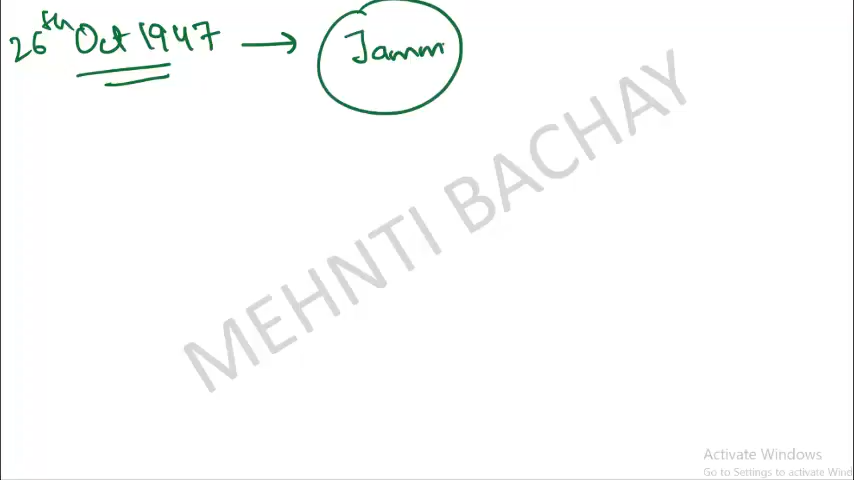 26th Oct 1947 → Jamm
MEHNTI BACHAY
Activate Windows
Go to Settings to activate Wind